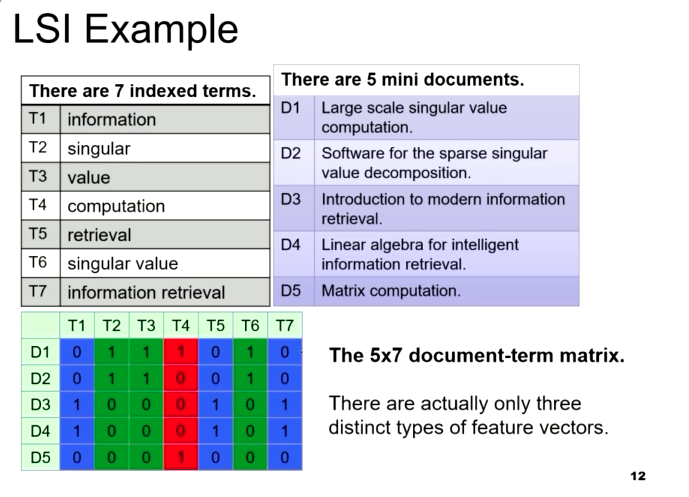 LSI Example
There are 7 indexed terms.
T1 information
T2 singular
T3 value
T4 computation
T5 retrieval
T6 singular value
T7 information retrieval
There are 5 mini documents.
D1 Large scale singular value
computation.
D2 Software for the sparse singular
value decomposition.
D3 Introduction to modern information
retrieval.
D4 Linear algebra for intelligent
information retrieval.
D5 Matrix computation.
T1 T2 T3 T4 T5 T6 T7
D1 0 1 1 1 0 1 0
D2 0 1 1 0 0 1 0
D3 1 0 0 0 1 0 1
D4 1 0 0 0 1 0 1
D5 0 0 0 1 0 0 0
The 5x7 document-term matrix.
There are actually only three
distinct types of feature vectors.
12